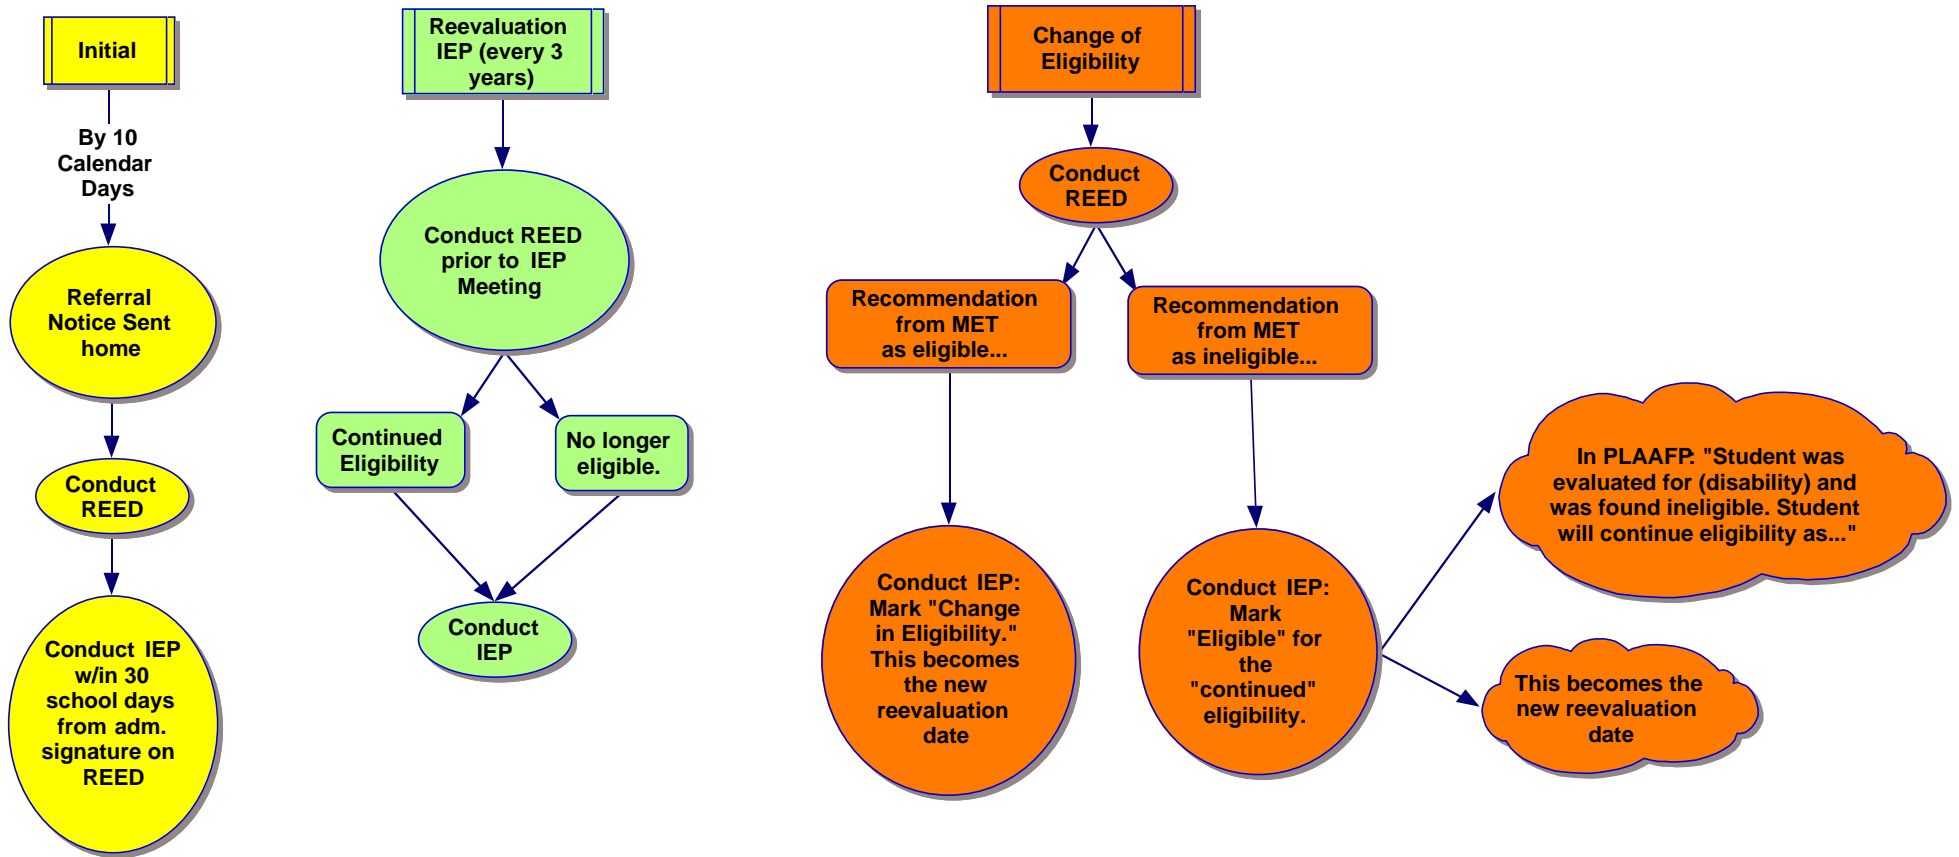 Initial
By 10
Calendar
Days
Referral
Notice Sent
home
Conduct
REED
Conduct IEP
w/in 30
school days
from adm.
signature on
REED
Reevaluation
IEP (every 3
years)
Conduct REED
prior to IEP
Meeting
Continued
Eligibility
No longer
eligible.
Conduct
IEP
Change of
Eligibility
Conduct
REED
Recommendation
from MET
as eligible...
Recommendation
from MET
as ineligible...
Conduct IEP:
Mark "Change
in Eligibility."
This becomes
the new
reevaluation
date
Conduct IEP:
Mark
"Eligible" for
the
"continued"
eligibility.
In PLAAFP: "Student was
evaluated for (disability) and
was found ineligible. Student
will continue eligibility as..."
This becomes the
new reevaluation
date